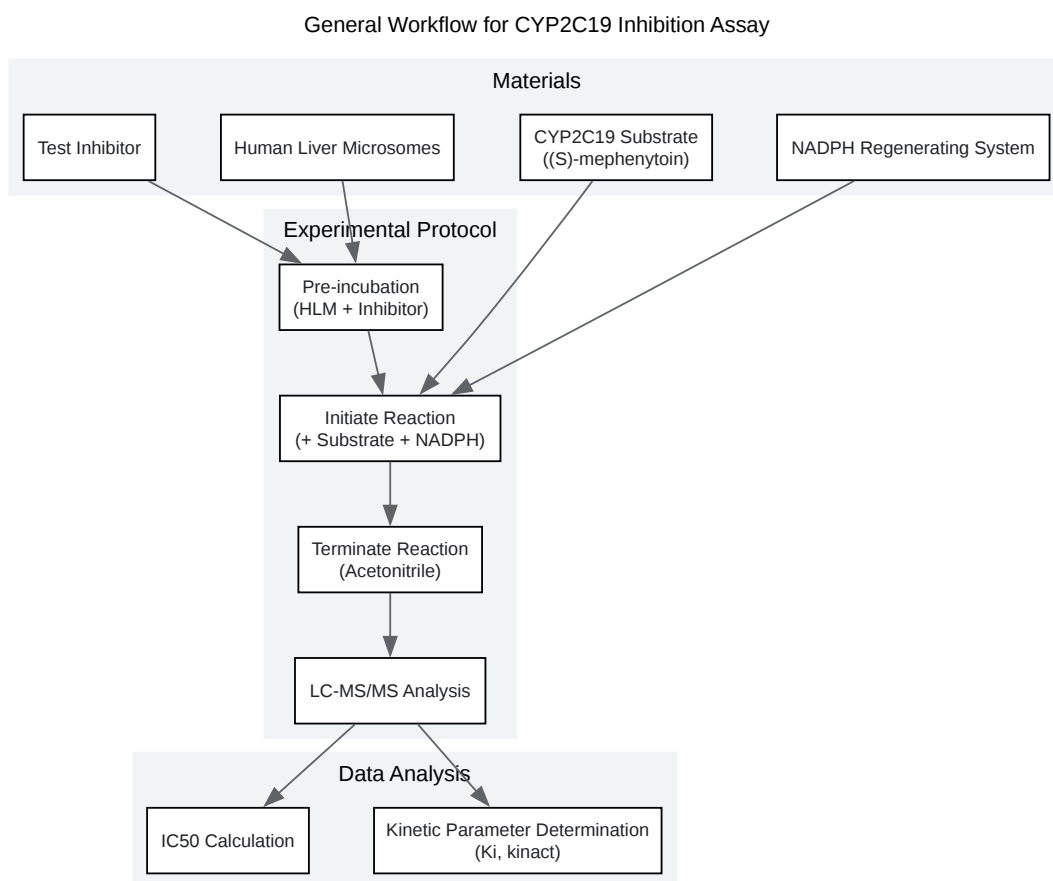 General Workflow for CYP2C19 Inhibition Assay
Materials
Test Inhibitor
Human Liver Microsomes
CYP2C19 Substrate
((S)-mephenytoin)
NADPH Regenerating System
Experimental Protocol
Pre-incubation
(HLM + Inhibitor)
Initiate Reaction
(+ Substrate + NADPH)
Terminate Reaction
(Acetonitrile)
LC-MS/MS Analysis
Data Analysis
IC50 Calculation
Kinetic Parameter Determination
(Ki, kinact)